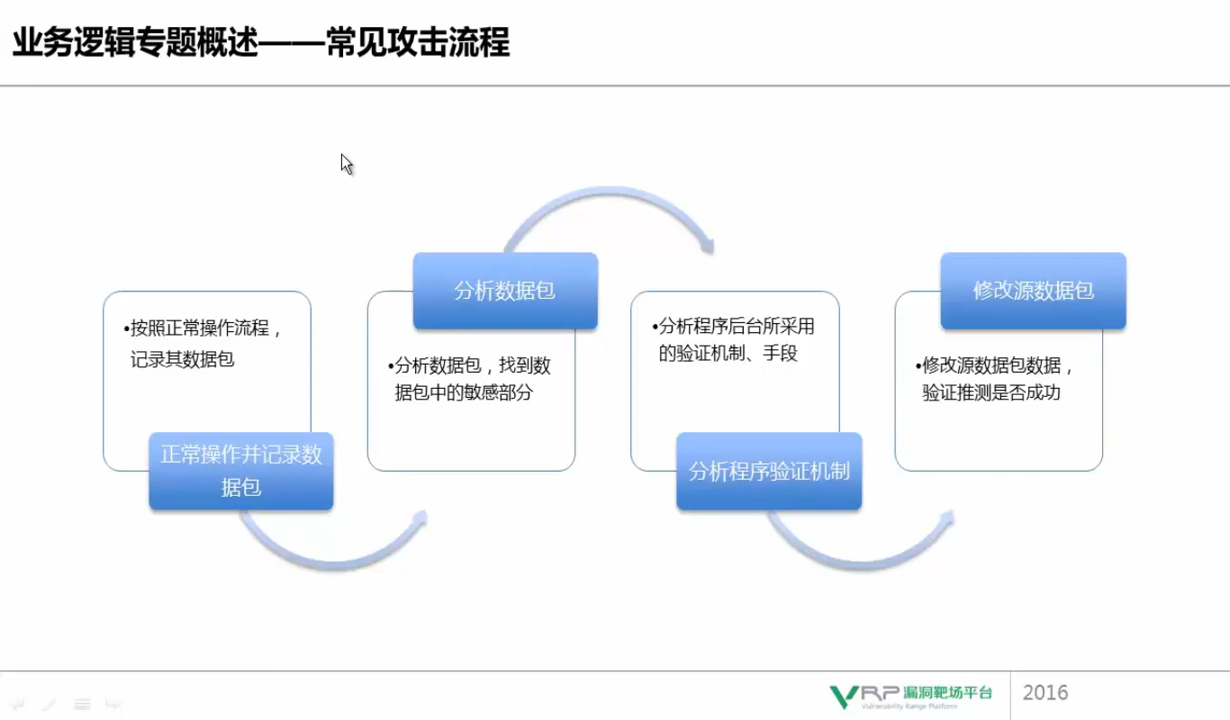 业务逻辑专题概述——常见攻击流程
•按照正常操作流程，
记录其数据包
正常操作并记录数
据包
分析数据包
•分析数据包，找到数
据包中的敏感部分
•分析程序后台所采用
的验证机制、手段
分析程序验证机制
修改源数据包
•修改源数据包数据，
验证推测是否成功
VRP 漏洞靶场平台
Vulnerability Range Platform
2016